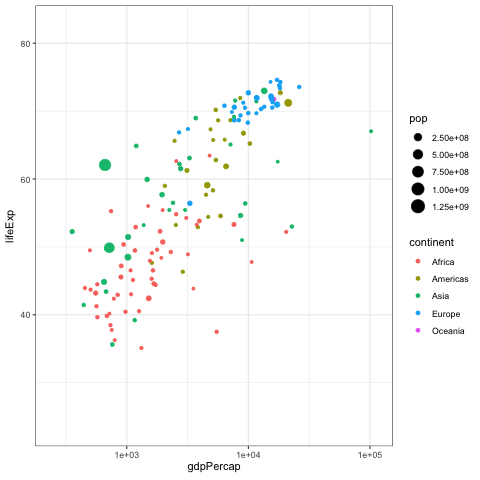 80
60
40
lifeExp
1e+03
1e+04
1e+05
gdpPercap
pop
2.50e+08
5.00e+08
7.50e+08
1.00e+09
1.25e+09
continent
Africa
Americas
Asia
Europe
Oceania